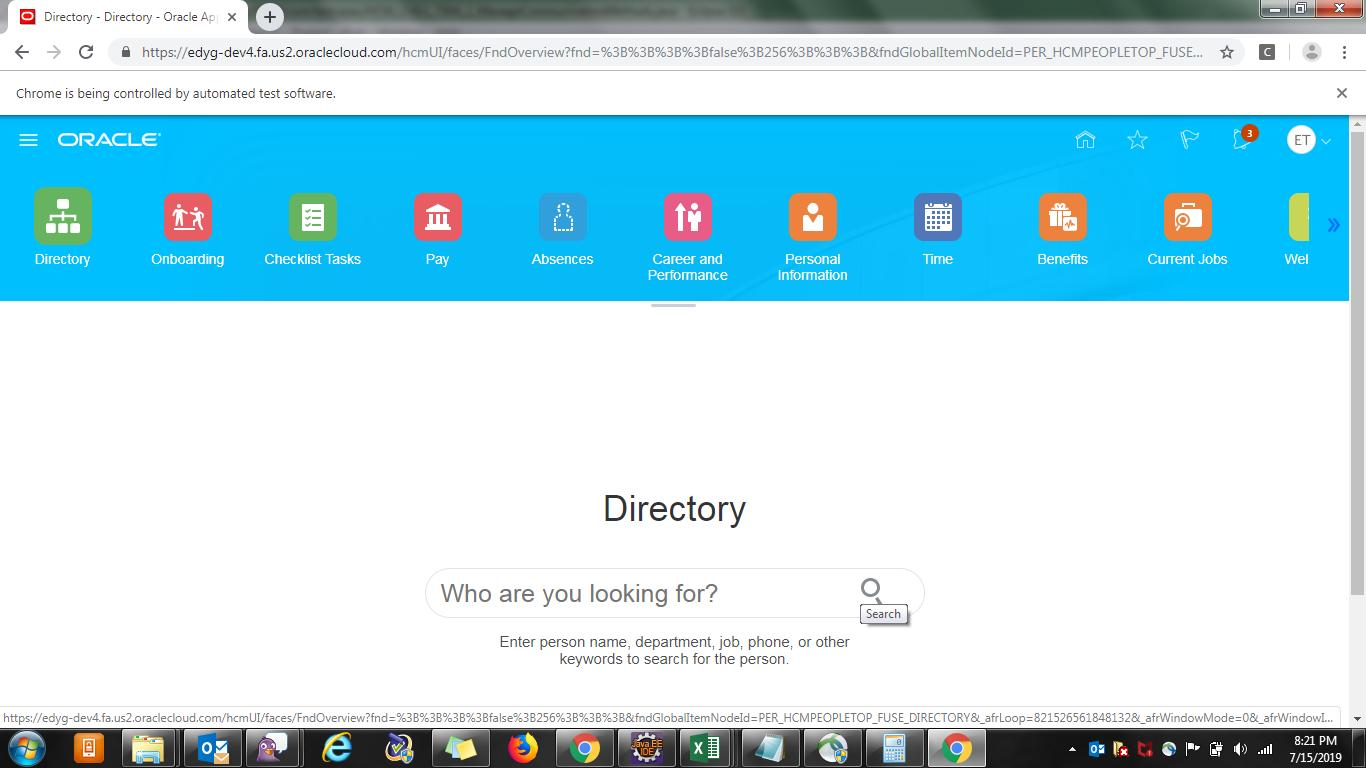 Directory - Directory - Oracle Ap
https://edyg-dev4.fa.us2.oraclecloud.com/hcmUI/faces/FndOverview?fnd=%3B%3B%3B%3Bfalse%3B256%3B%3B%3B&fndGlobalItemNodeId=PER_HCMPEOPLETOP_FUSE...
C
Chrome is being controlled by automated test software.
ORACLE
3
ET
Directory
Onboarding
Checklist Tasks
Pay
Absences
Career and
Performance
Personal
Information
Time
Benefits
Current Jobs
Wel
Directory
Who are you looking for?
Search
Enter person name, department, job, phone, or other
keywords to search for the person.
https://edyg-dev4.fa.us2.oraclecloud.com/hcmUI/faces/FndOverview?fnd=%3B%3B%3B%3Bfalse%3B256%3B%3B%3B&fndGlobalItemNodeId=PER_HCMPEOPLETOP_FUSE_DIRECTORY&_afrLoop=821526561848132&_afrWindowMode=0&_afrWindowI...
Java EE
IDE
8:21 PM
7/15/2019